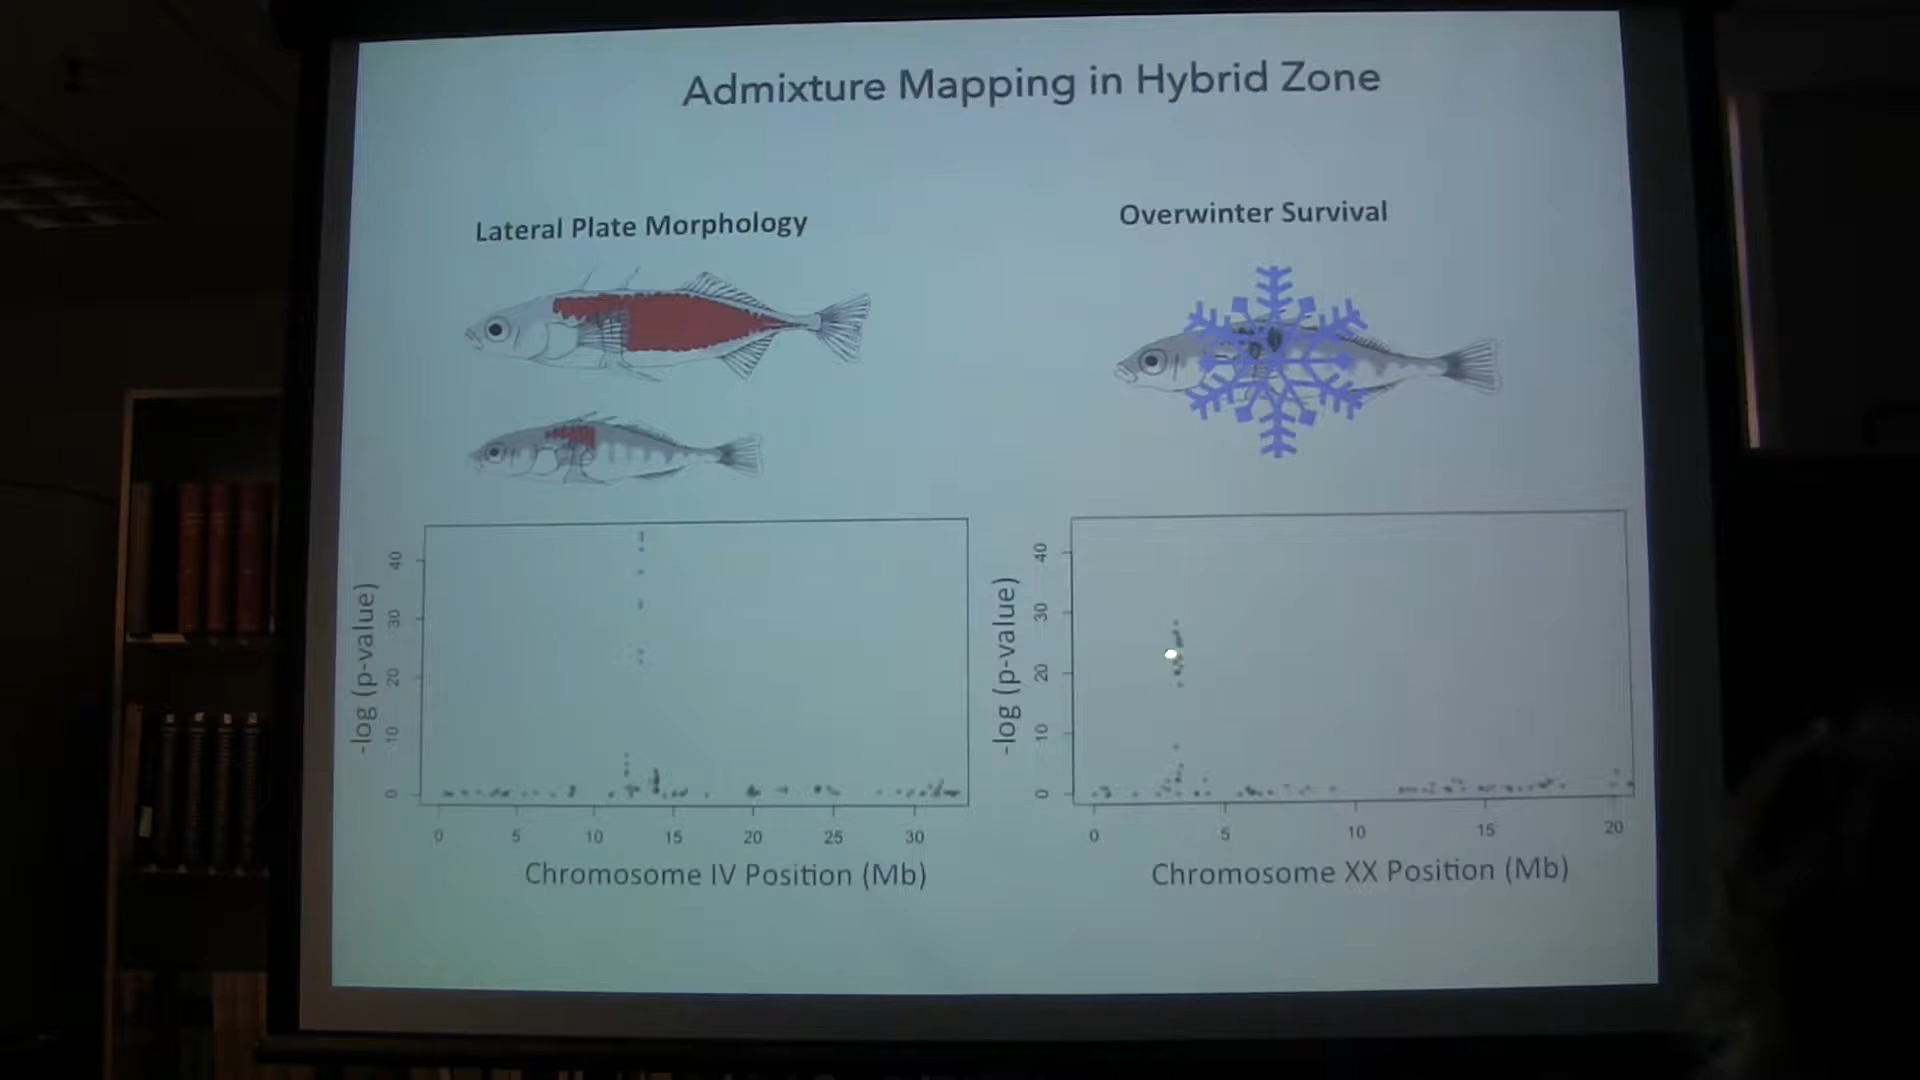 Admixture Mapping in Hybrid Zone
Lateral Plate Morphology
Overwinter Survival
-log (p-value)
40
30
20
10
0
0 5 10 15 20 25 30
Chromosome IV Position (Mb)
-log (p-value)
40
30
20
10
0
0 5 10 15 20
Chromosome XX Position (Mb)